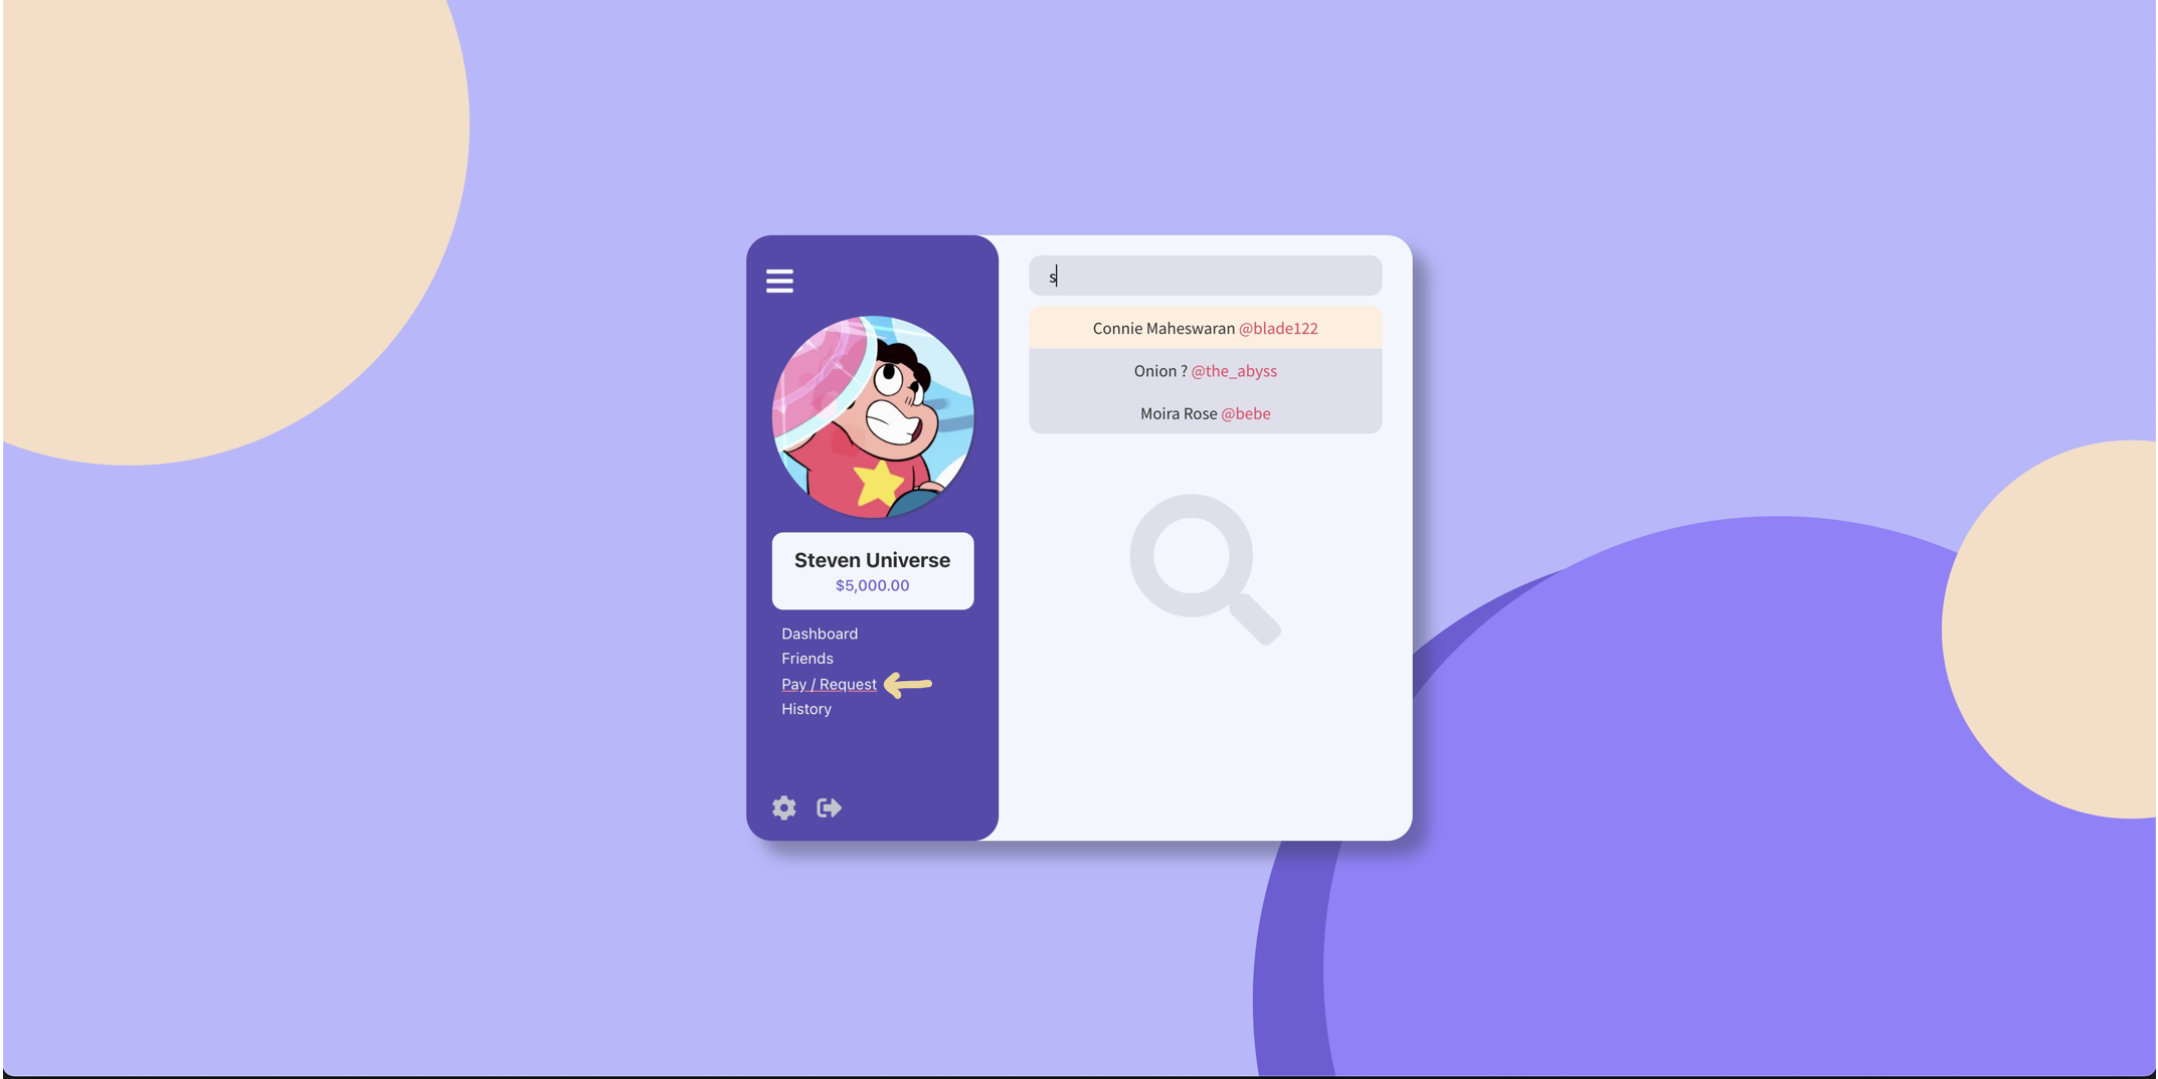 Steven Universe
$5,000.00
Dashboard
Friends
Pay / Request
History
s
Connie Maheswaran @blade122
Onion ? @the_abyss
Moira Rose @bebe